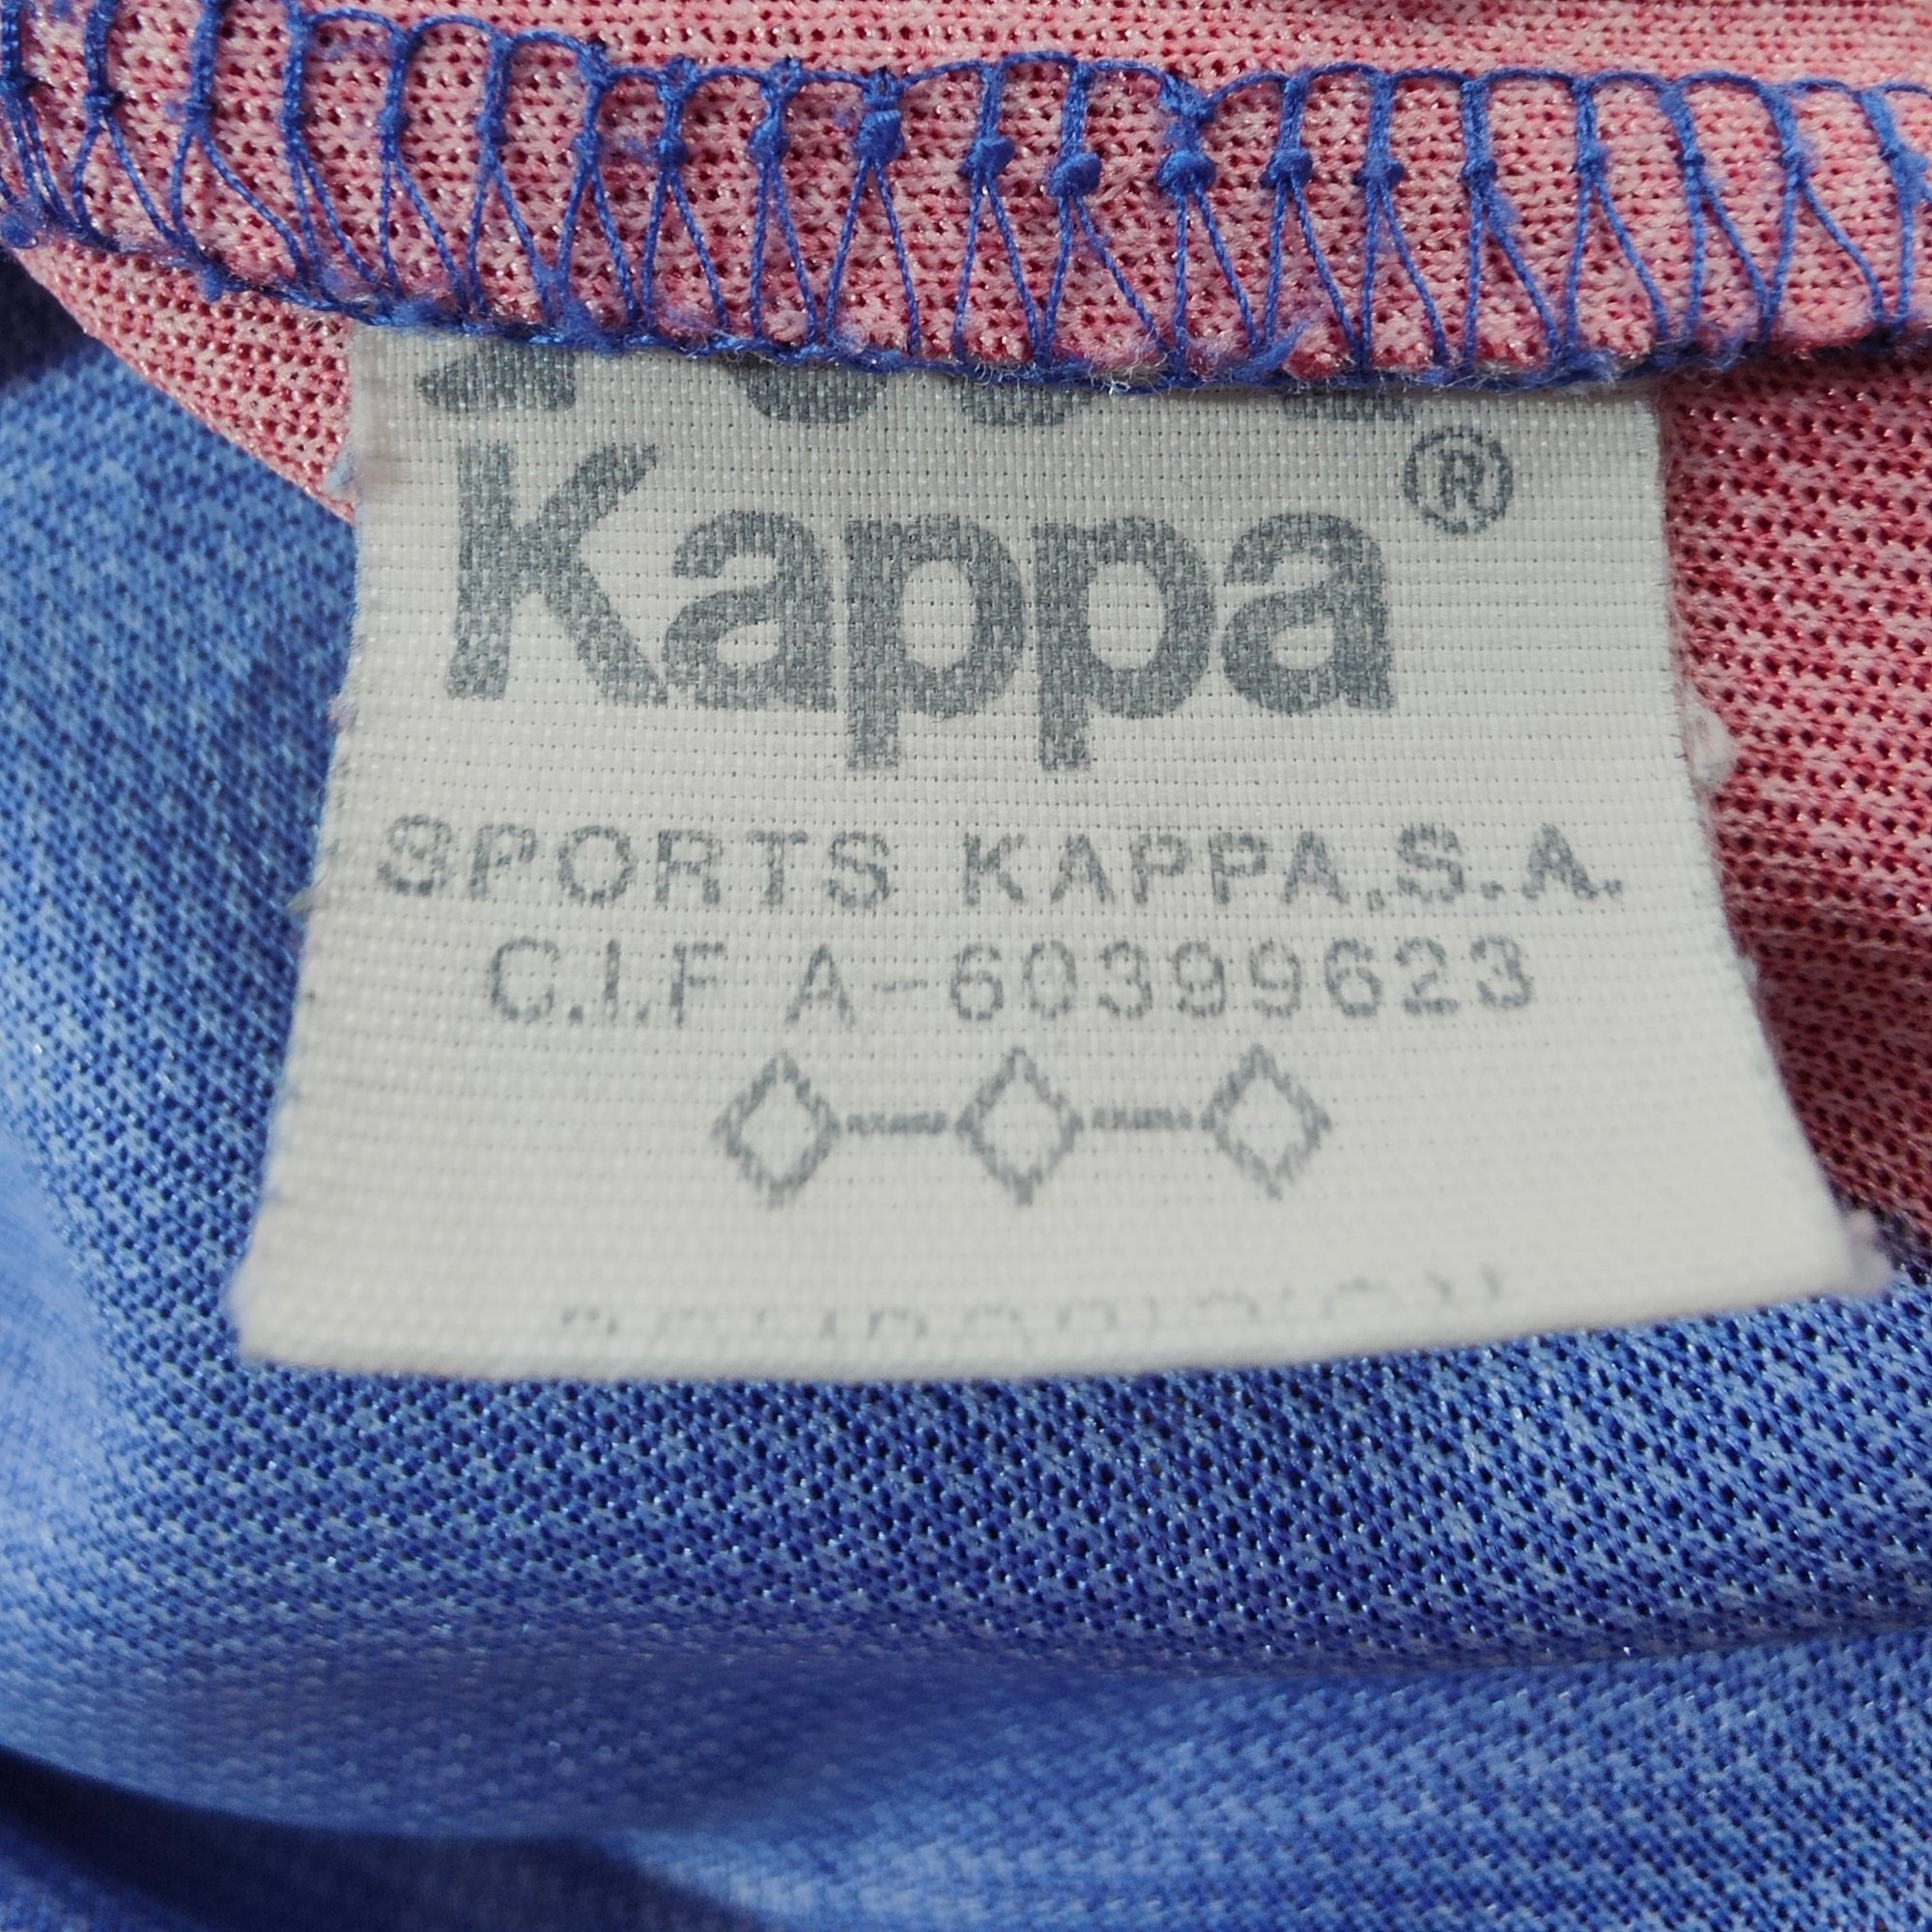 Kappa®
SPORTS KAPPA,S.A.
C.I.F A-60399623